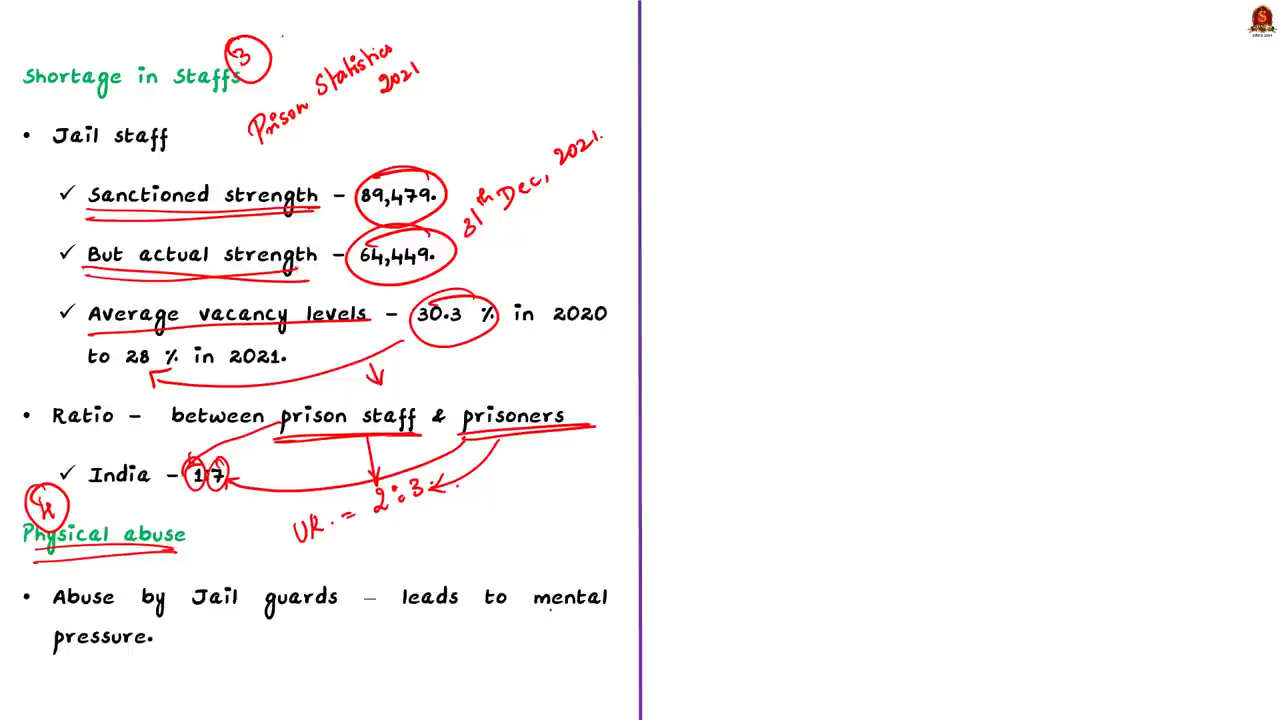 Shortage in Staffs
3
Prison Statistics
2021
• Jail staff
✓ Sanctioned strength - 89,479.
31th Dec, 2021.
✓ But actual strength - 64,449.
✓ Average vacancy levels - 30.3 % in 2020
to 28 % in 2021.
• Ratio - between prison staff & prisoners
✓ India - 1:7
UK. = 2:3
4
Physical abuse
• Abuse by Jail guards – leads to mental
pressure.